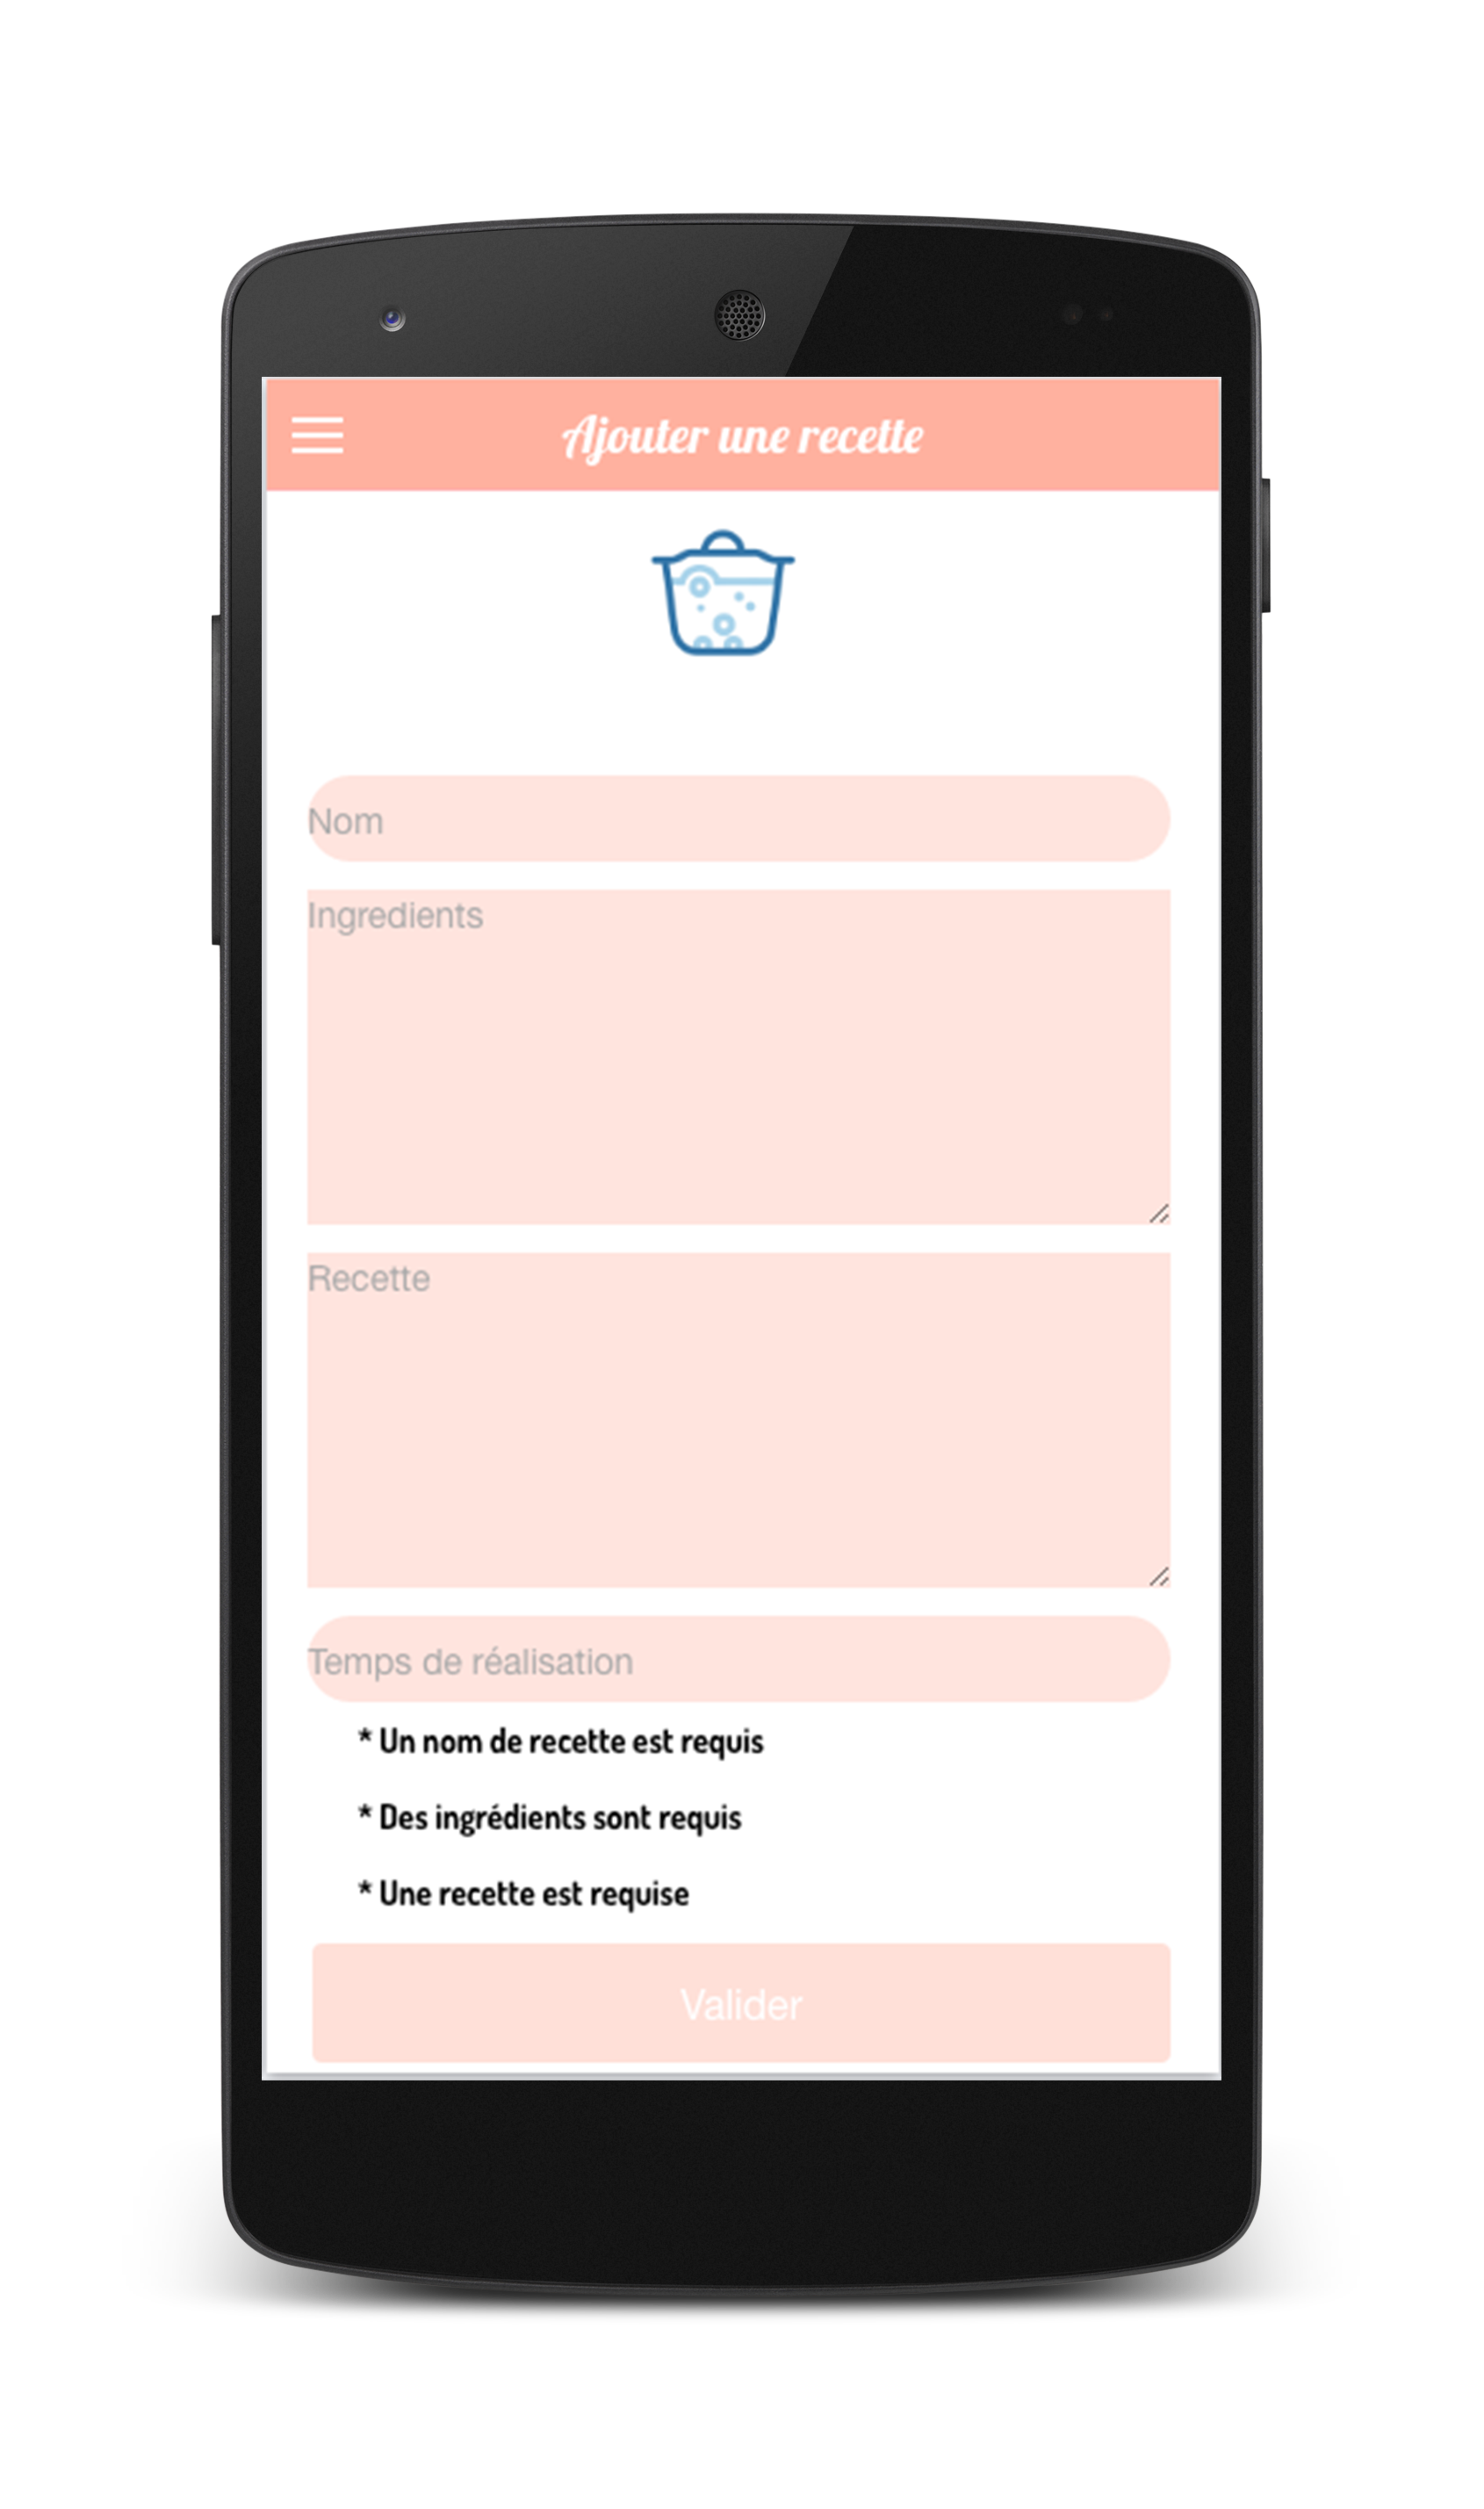 Ajouter une recette
Nom
Ingredients
Recette
Temps de réalisation
* Un nom de recette est requis
* Des ingrédients sont requis
* Une recette est requise
Valider